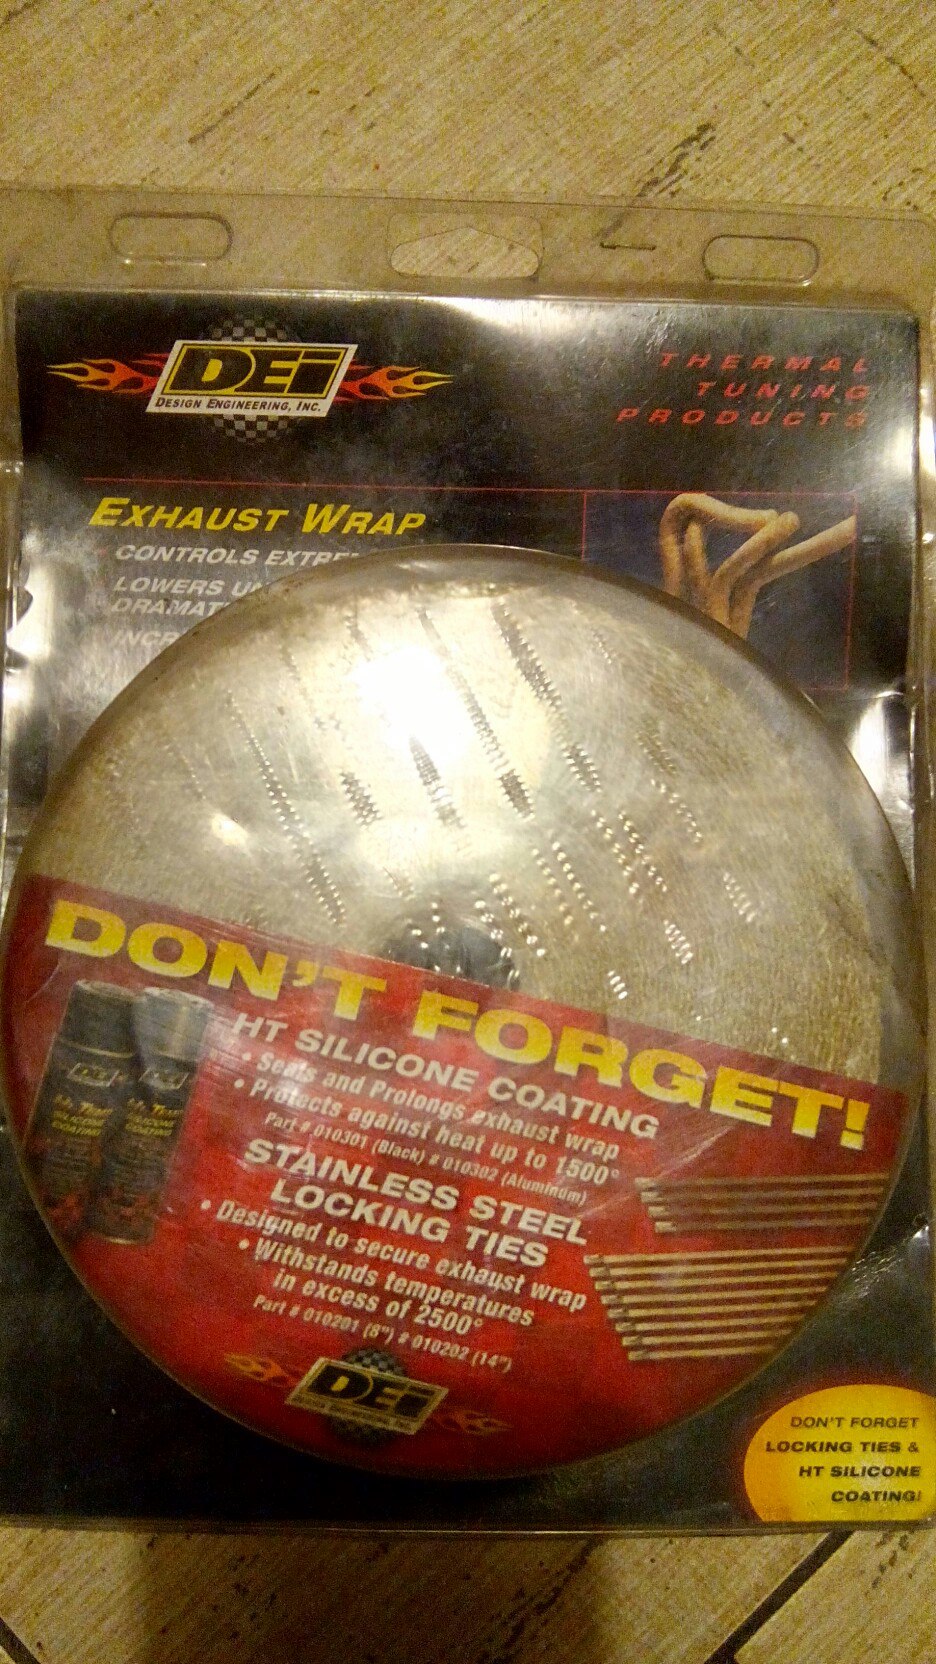 DEi
DESIGN ENGINEERING, INC.
THERMAL
TUNING
PRODUCTS
EXHAUST WRAP
CONTROLS
LOWERS
DON'T FORGET!
HT SILICONE COATING
• Seals and Prolongs exhaust wrap
• Protects against heat up to 1500°
Part # 010301 (Black) # 010302 (Aluminum)
STAINLESS STEEL
LOCKING TIES
• Designed to secure exhaust wrap
• Withstands temperatures
in excess of 2500°
Part # 010201 (8") # 010202 (14")
DEi
DON'T FORGET
LOCKING TIES &
HT SILICONE
COATING!